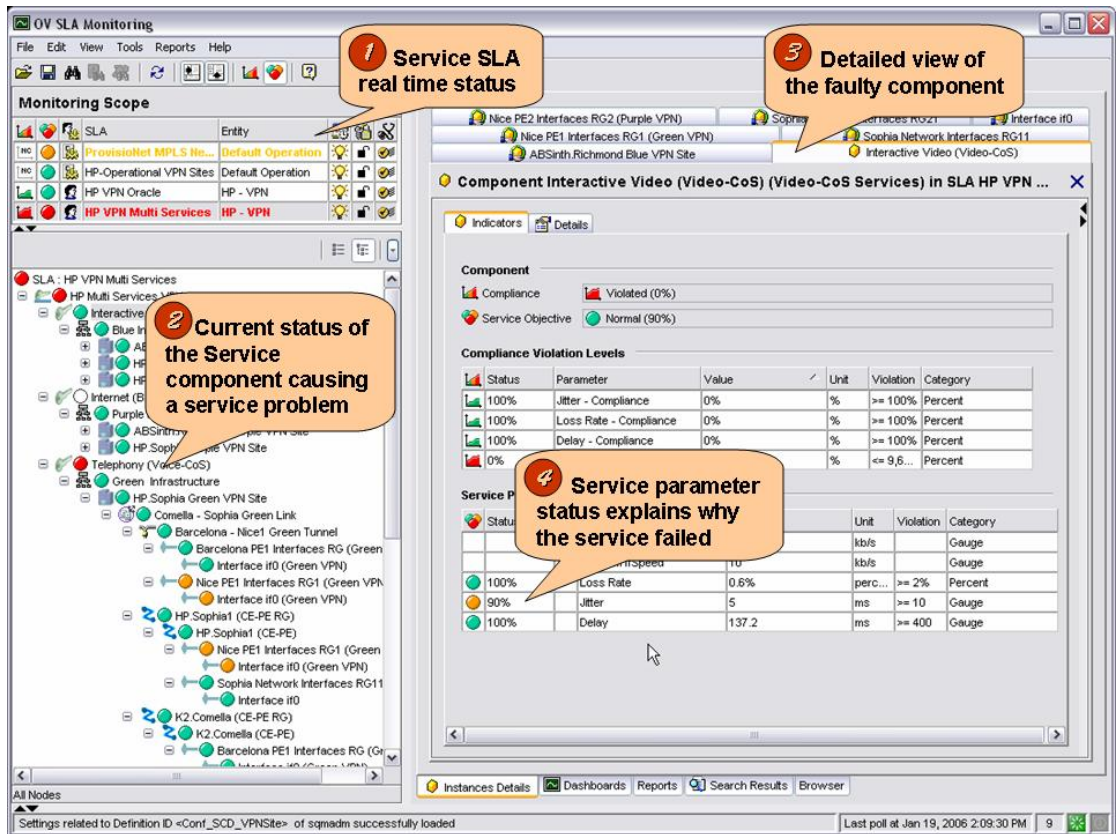 OV SLA Monitoring
File Edit View Tools Reports Help
1 Service SLA
real time status
3 Detailed view of
the faulty component
Monitoring Scope
SLA Entity
NC ProvisioNet MPLS Ne... Default Operation
NC HP-Operational VPN Sites Default Operation
HP VPN Oracle HP - VPN
HP VPN Multi Services HP - VPN
Nice PE2 Interfaces RG2 (Purple VPN) Interfaces RG21 Interface if0
Nice PE1 Interfaces RG1 (Green VPN) Sophia Network Interfaces RG11
ABSinth.Richmond Blue VPN Site Interactive Video (Video-CoS)
Component Interactive Video (Video-CoS) (Video-CoS Services) in SLA HP VPN ...
Indicators Details
Component
Compliance Violated (0%)
Service Objective Normal (90%)
Compliance Violation Levels
Status Parameter Value Unit Violation Category
100% Jitter - Compliance 0% % >= 100% Percent
100% Loss Rate - Compliance 0% % >= 100% Percent
100% Delay - Compliance 0% % >= 100% Percent
0% % <= 9,6... Percent
4 Service parameter
status explains why
the service failed
Unit Violation Category
kb/s Gauge
10 kb/s Gauge
100% Loss Rate 0.6% perc... >= 2% Percent
90% Jitter 5 ms >= 10 Gauge
100% Delay 137.2 ms >= 400 Gauge
SLA : HP VPN Multi Services
HP Multi Services
Interactive
Blue
2 Current status of
the Service
component causing
a service problem
Internet
Purple
VPN Site
VPN Site
Telephony (Voice-CoS)
Green Infrastructure
HP.Sophia Green VPN Site
Comella - Sophia Green Link
Barcelona - Nice1 Green Tunnel
Barcelona PE1 Interfaces RG (Green
Interface if0 (Green VPN)
Nice PE1 Interfaces RG1 (Green VPN
Interface if0 (Green VPN)
HP.Sophia1 (CE-PE RG)
HP.Sophia1 (CE-PE)
Nice PE1 Interfaces RG1 (Green
Interface if0 (Green VPN)
Sophia Network Interfaces RG11
Interface if0
K2.Comella (CE-PE RG)
K2.Comella (CE-PE)
Barcelona PE1 Interfaces RG (Gr
All Nodes
Instances Details Dashboards Reports Search Results Browser
Settings related to Definition ID <Conf_SCD_VPNSite> of sqmadm successfully loaded Last poll at Jan 19, 2006 2:09:30 PM 9